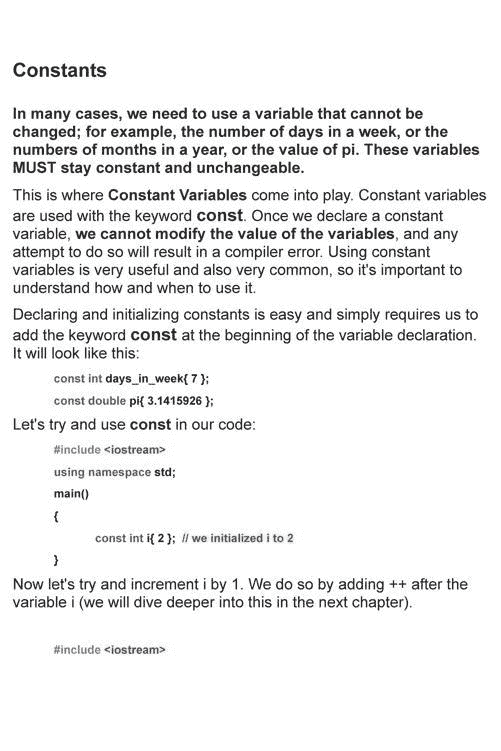 Constants
In many cases, we need to use a variable that cannot be
changed; for example, the number of days in a week, or the
numbers of months in a year, or the value of pi. These variables
MUST stay constant and unchangeable.
This is where Constant Variables come into play. Constant variables
are used with the keyword const. Once we declare a constant
variable, we cannot modify the value of the variables, and any
attempt to do so will result in a compiler error. Using constant
variables is very useful and also very common, so it's important to
understand how and when to use it.
Declaring and initializing constants is easy and simply requires us to
add the keyword const at the beginning of the variable declaration.
It will look like this:
const int days_in_week{ 7 };
const double pi{ 3.1415926 };
Let's try and use const in our code:
#include <iostream>
using namespace std;
main()
{
const int i{ 2 }; // we initialized i to 2
}
Now let's try and increment i by 1. We do so by adding ++ after the
variable i (we will dive deeper into this in the next chapter).
#include <iostream>